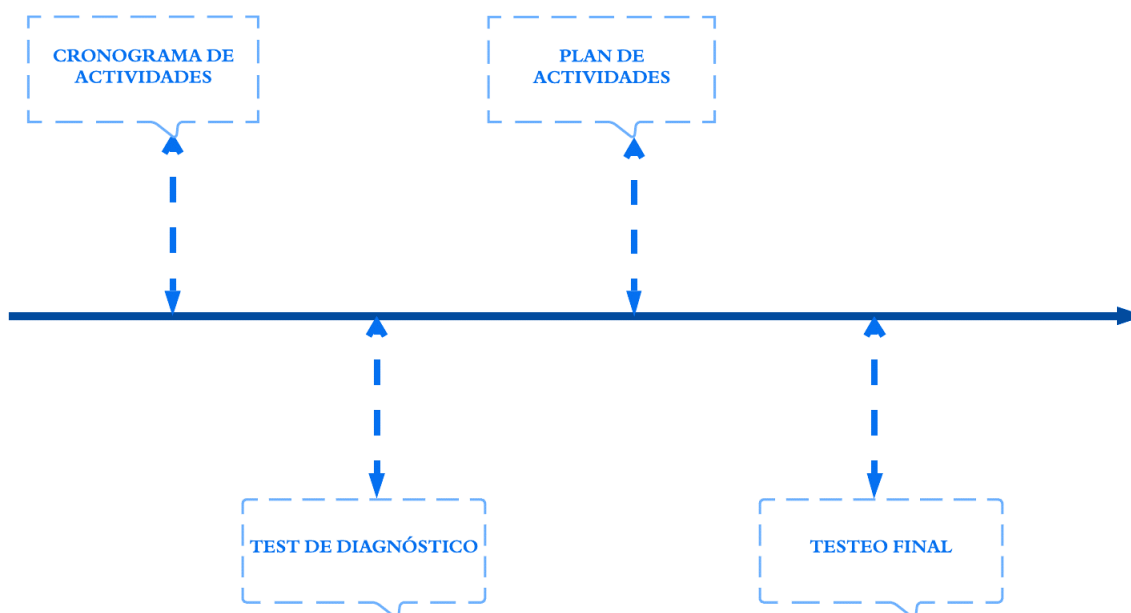 CRONOGRAMA DE
ACTIVIDADES
PLAN DE
ACTIVIDADES
TEST DE DIAGNÓSTICO
TESTEO FINAL